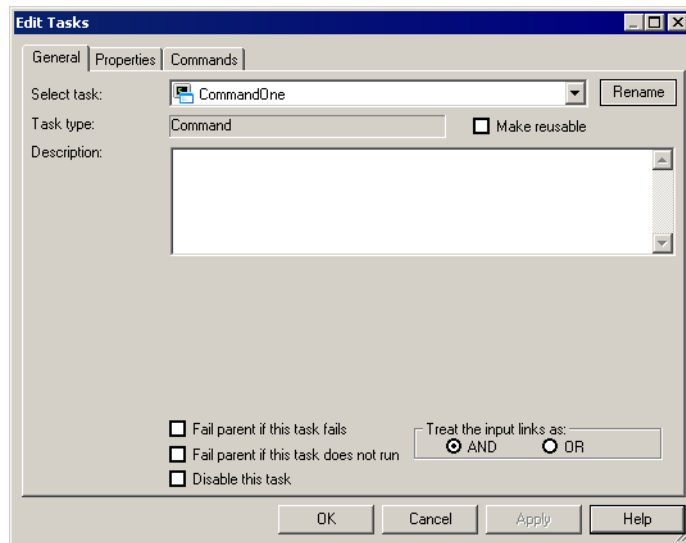 Edit Tasks
General Properties Commands
Select task: CommandOne Rename
Task type: Command Make reusable
Description:
Fail parent if this task fails
Treat the input links as:
AND OR
Fail parent if this task does not run
Disable this task
OK Cancel Apply Help